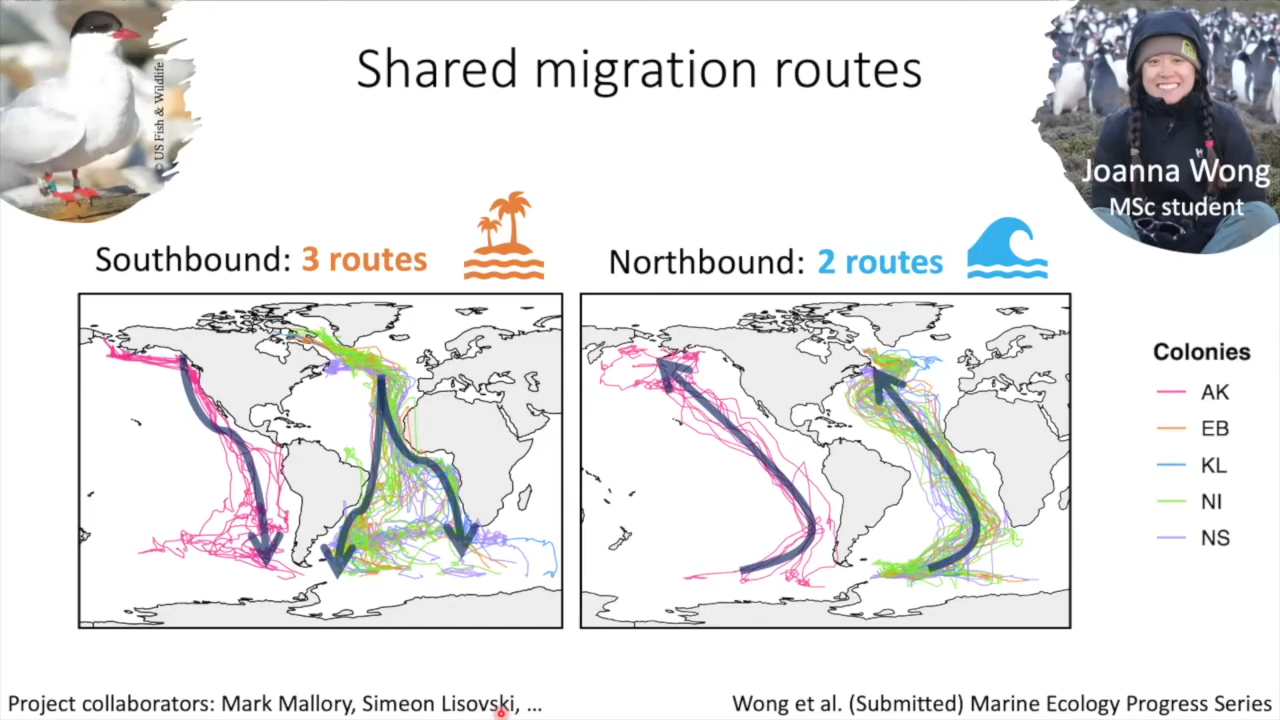 Shared migration routes
© US Fish & Wildlife
Joanna Wong
MSc student
Southbound: 3 routes
Northbound: 2 routes
Colonies
AK
EB
KL
NI
NS
Project collaborators: Mark Mallory, Simeon Lisovski, ...
Wong et al. (Submitted) Marine Ecology Progress Series